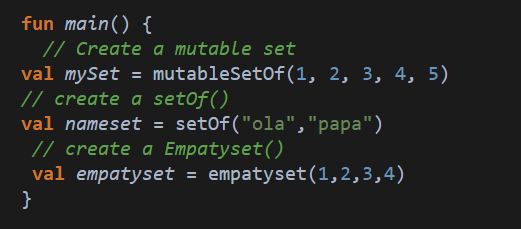 fun main() {
// Create a mutable set
val mySet = mutableSetOf(1, 2, 3, 4, 5)
// create a setOf()
val nameset = setOf("ola","papa")
// create a Empatyset()
val empatyset = empatyset(1,2,3,4)
}